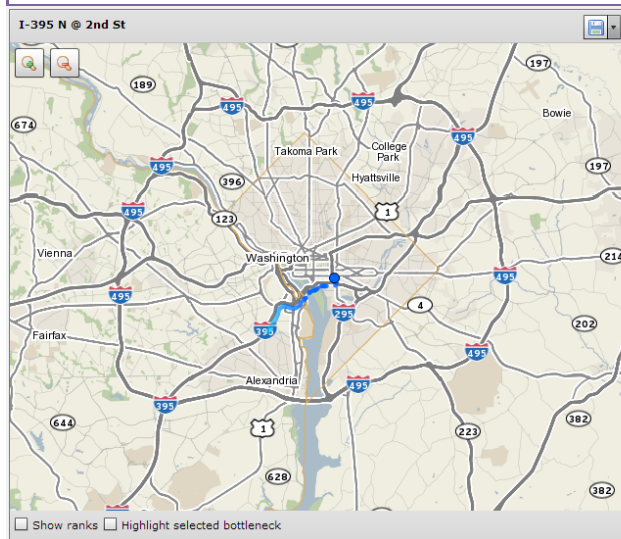 I-395 N @ 2nd St
197
189
495
495
Bowie
674
Takoma Park
College
Park
495
495
197
396
Hyattsville
495
123
1
Vienna
Washington
214
495
495
4
295
202
395
Fairfax
495
Alexandria
495
395
382
644
1
223
628
382
Show ranks
Highlight selected bottleneck